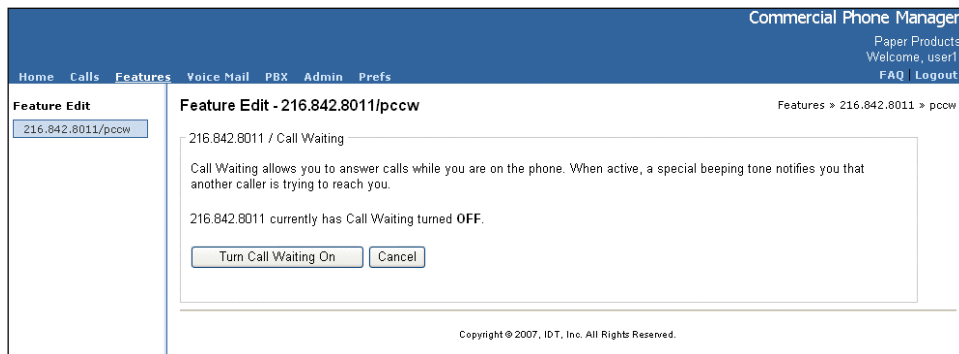 Commercial Phone Manager
Paper Products
Welcome, user1
Home Calls Features Voice Mail PBX Admin Prefs FAQ | Logout
Feature Edit
216.842.8011/pccw
Feature Edit - 216.842.8011/pccw
Features » 216.842.8011 » pccw
216.842.8011 / Call Waiting
Call Waiting allows you to answer calls while you are on the phone. When active, a special beeping tone notifies you that
another caller is trying to reach you.
216.842.8011 currently has Call Waiting turned OFF.
Turn Call Waiting On Cancel
Copyright © 2007, IDT, Inc. All Rights Reserved.